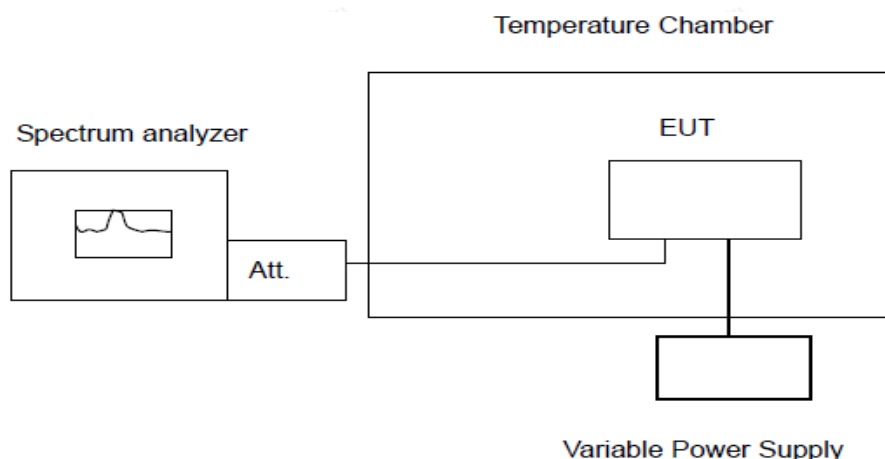 Temperature Chamber
Spectrum analyzer
EUT
Att.
Variable Power Supply